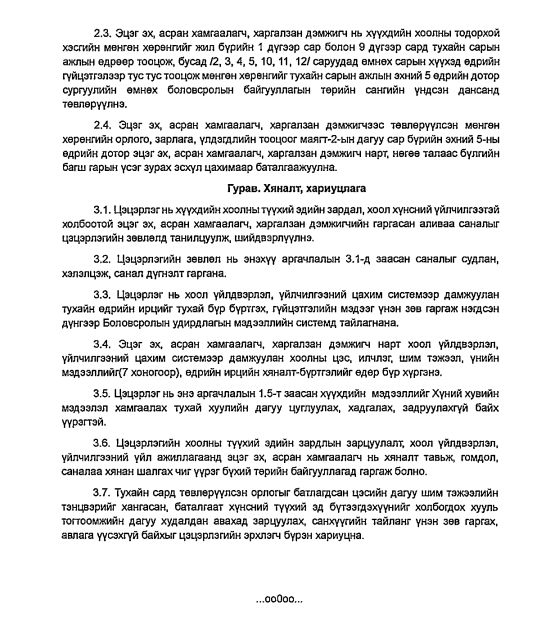 2.3. Эцэг эх, асран хамгаалагч, харгалзан дэмжигч нь хүүхдийн хоолны тодорхой
хэсгийн мөнгөн хөрөнгийг жил бүрийн 1 дүгээр сар болон 9 дүгээр сард тухайн сарын
ажлын өдрөөр тооцож, бусад /2, 3, 4, 5, 10, 11, 12/ саруудад өмнөх сарын хүүхэд өдрийн
гүйцэтгэлээр тус тус тооцож мөнгөн хөрөнгийг тухайн сарын ажлын эхний 5 өдрийн дотор
сургуулийн өмнөх боловсролын байгууллагын төрийн сангийн үндсэн дансанд
төвлөрүүлнэ.
2.4. Эцэг эх, асран хамгаалагч, харгалзан дэмжигчээс төвлөрүүлсэн мөнгөн
хөрөнгийн орлого, зарлага, үлдэгдлийн тооцоог маягт-2-ын дагуу сар бүрийн эхний 5-ны
өдрийн дотор эцэг эх, асран хамгаалагч, харгалзан дэмжигч нарт, нөгөө талаас бүлгийн
багш гарын үсэг зурах эсхүл цахимаар баталгаажуулна.
Гурав. Хяналт, хариуцлага
3.1. Цэцэрлэг нь хүүхдийн хоолны түүхий эдийн зардал, хоол хүнсний үйлчилгээтэй
холбоотой эцэг эх, асран хамгаалагч, харгалзан дэмжигчийн гаргасан аливаа саналыг
цэцэрлэгийн зөвлөлд танилцуулж, шийдвэрлүүлнэ.
3.2. Цэцэрлэгийн зөвлөл нь энэхүү аргачлалын 3.1-д заасан саналыг судлан,
хэлэлцэж, санал дүгнэлт гаргана.
3.3. Цэцэрлэг нь хоол үйлдвэрлэл, үйлчилгээний цахим системээр дамжуулан
тухайн өдрийн ирцийг тухай бүр бүртгэх, гүйцэтгэлийн мэдээг үнэн зөв гаргаж нэгдсэн
дүнгээр Боловсролын удирдлагын мэдээллийн системд тайлагнана.
3.4. Эцэг эх, асран хамгаалагч, харгалзан дэмжигч нарт хоол үйлдвэрлэл,
үйлчилгээний цахим системээр дамжуулан хоолны цэс, илчлэг, шим тэжээл, үнийн
мэдээллийг(7 хоногоор), өдрийн ирцийн хяналт-бүртгэлийг өдөр бүр хүргэнэ.
3.5. Цэцэрлэг нь энэ аргачлалын 1.5-т заасан хүүхдийн мэдээллийг Хүний хувийн
мэдээлэл хамгаалах тухай хуулийн дагуу цуглуулах, хадгалах, задруулахгүй байх
үүрэгтэй.
3.6. Цэцэрлэгийн хоолны түүхий эдийн зардлын зарцуулалт, хоол үйлдвэрлэл,
үйлчилгээний үйл ажиллагаанд эцэг эх, асран хамгаалагч нь хяналт тавьж, гомдол,
саналаа хянан шалгах чиг үүрэг бүхий төрийн байгууллагад гаргаж болно.
3.7. Тухайн сард төвлөрүүлсэн орлогыг батлагдсан цэсийн дагуу шим тэжээлийн
тэнцвэрийг хангасан, баталгаат хүнсний түүхий эд бүтээгдэхүүнийг холбогдох хууль
тогтоомжийн дагуу худалдан авахад зарцуулах, санхүүгийн тайланг үнэн зөв гаргах,
авлага үүсэхгүй байхыг цэцэрлэгийн эрхлэгч бүрэн хариуцна.
...оо0оо...